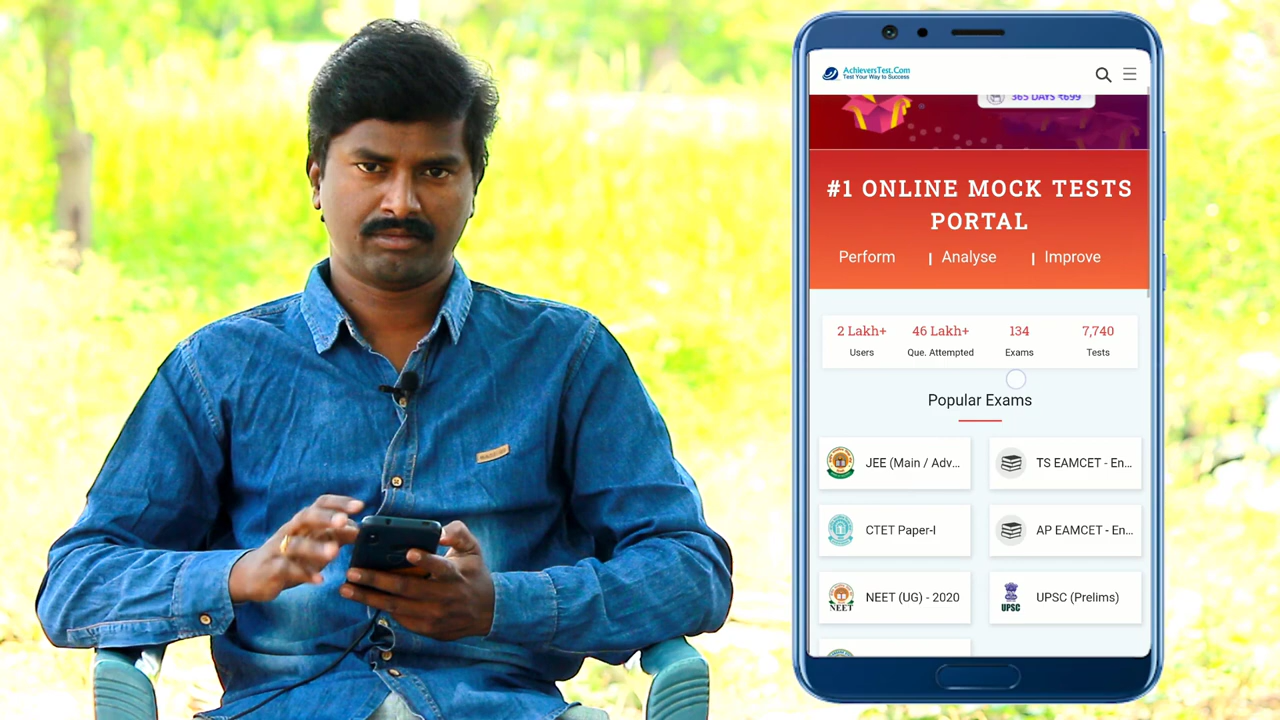 AchieversTest.Com
Test Your Way to Success
365 DAYS ₹699
#1 ONLINE MOCK TESTS
PORTAL
Perform | Analyse | Improve
2 Lakh+ 46 Lakh+ 134 7,740
Users Que. Attempted Exams Tests
Popular Exams
JEE (Main / Adv... TS EAMCET - En...
CTET Paper-I AP EAMCET - En...
NEET (UG) - 2020 UPSC (Prelims)
NEET
UPSC